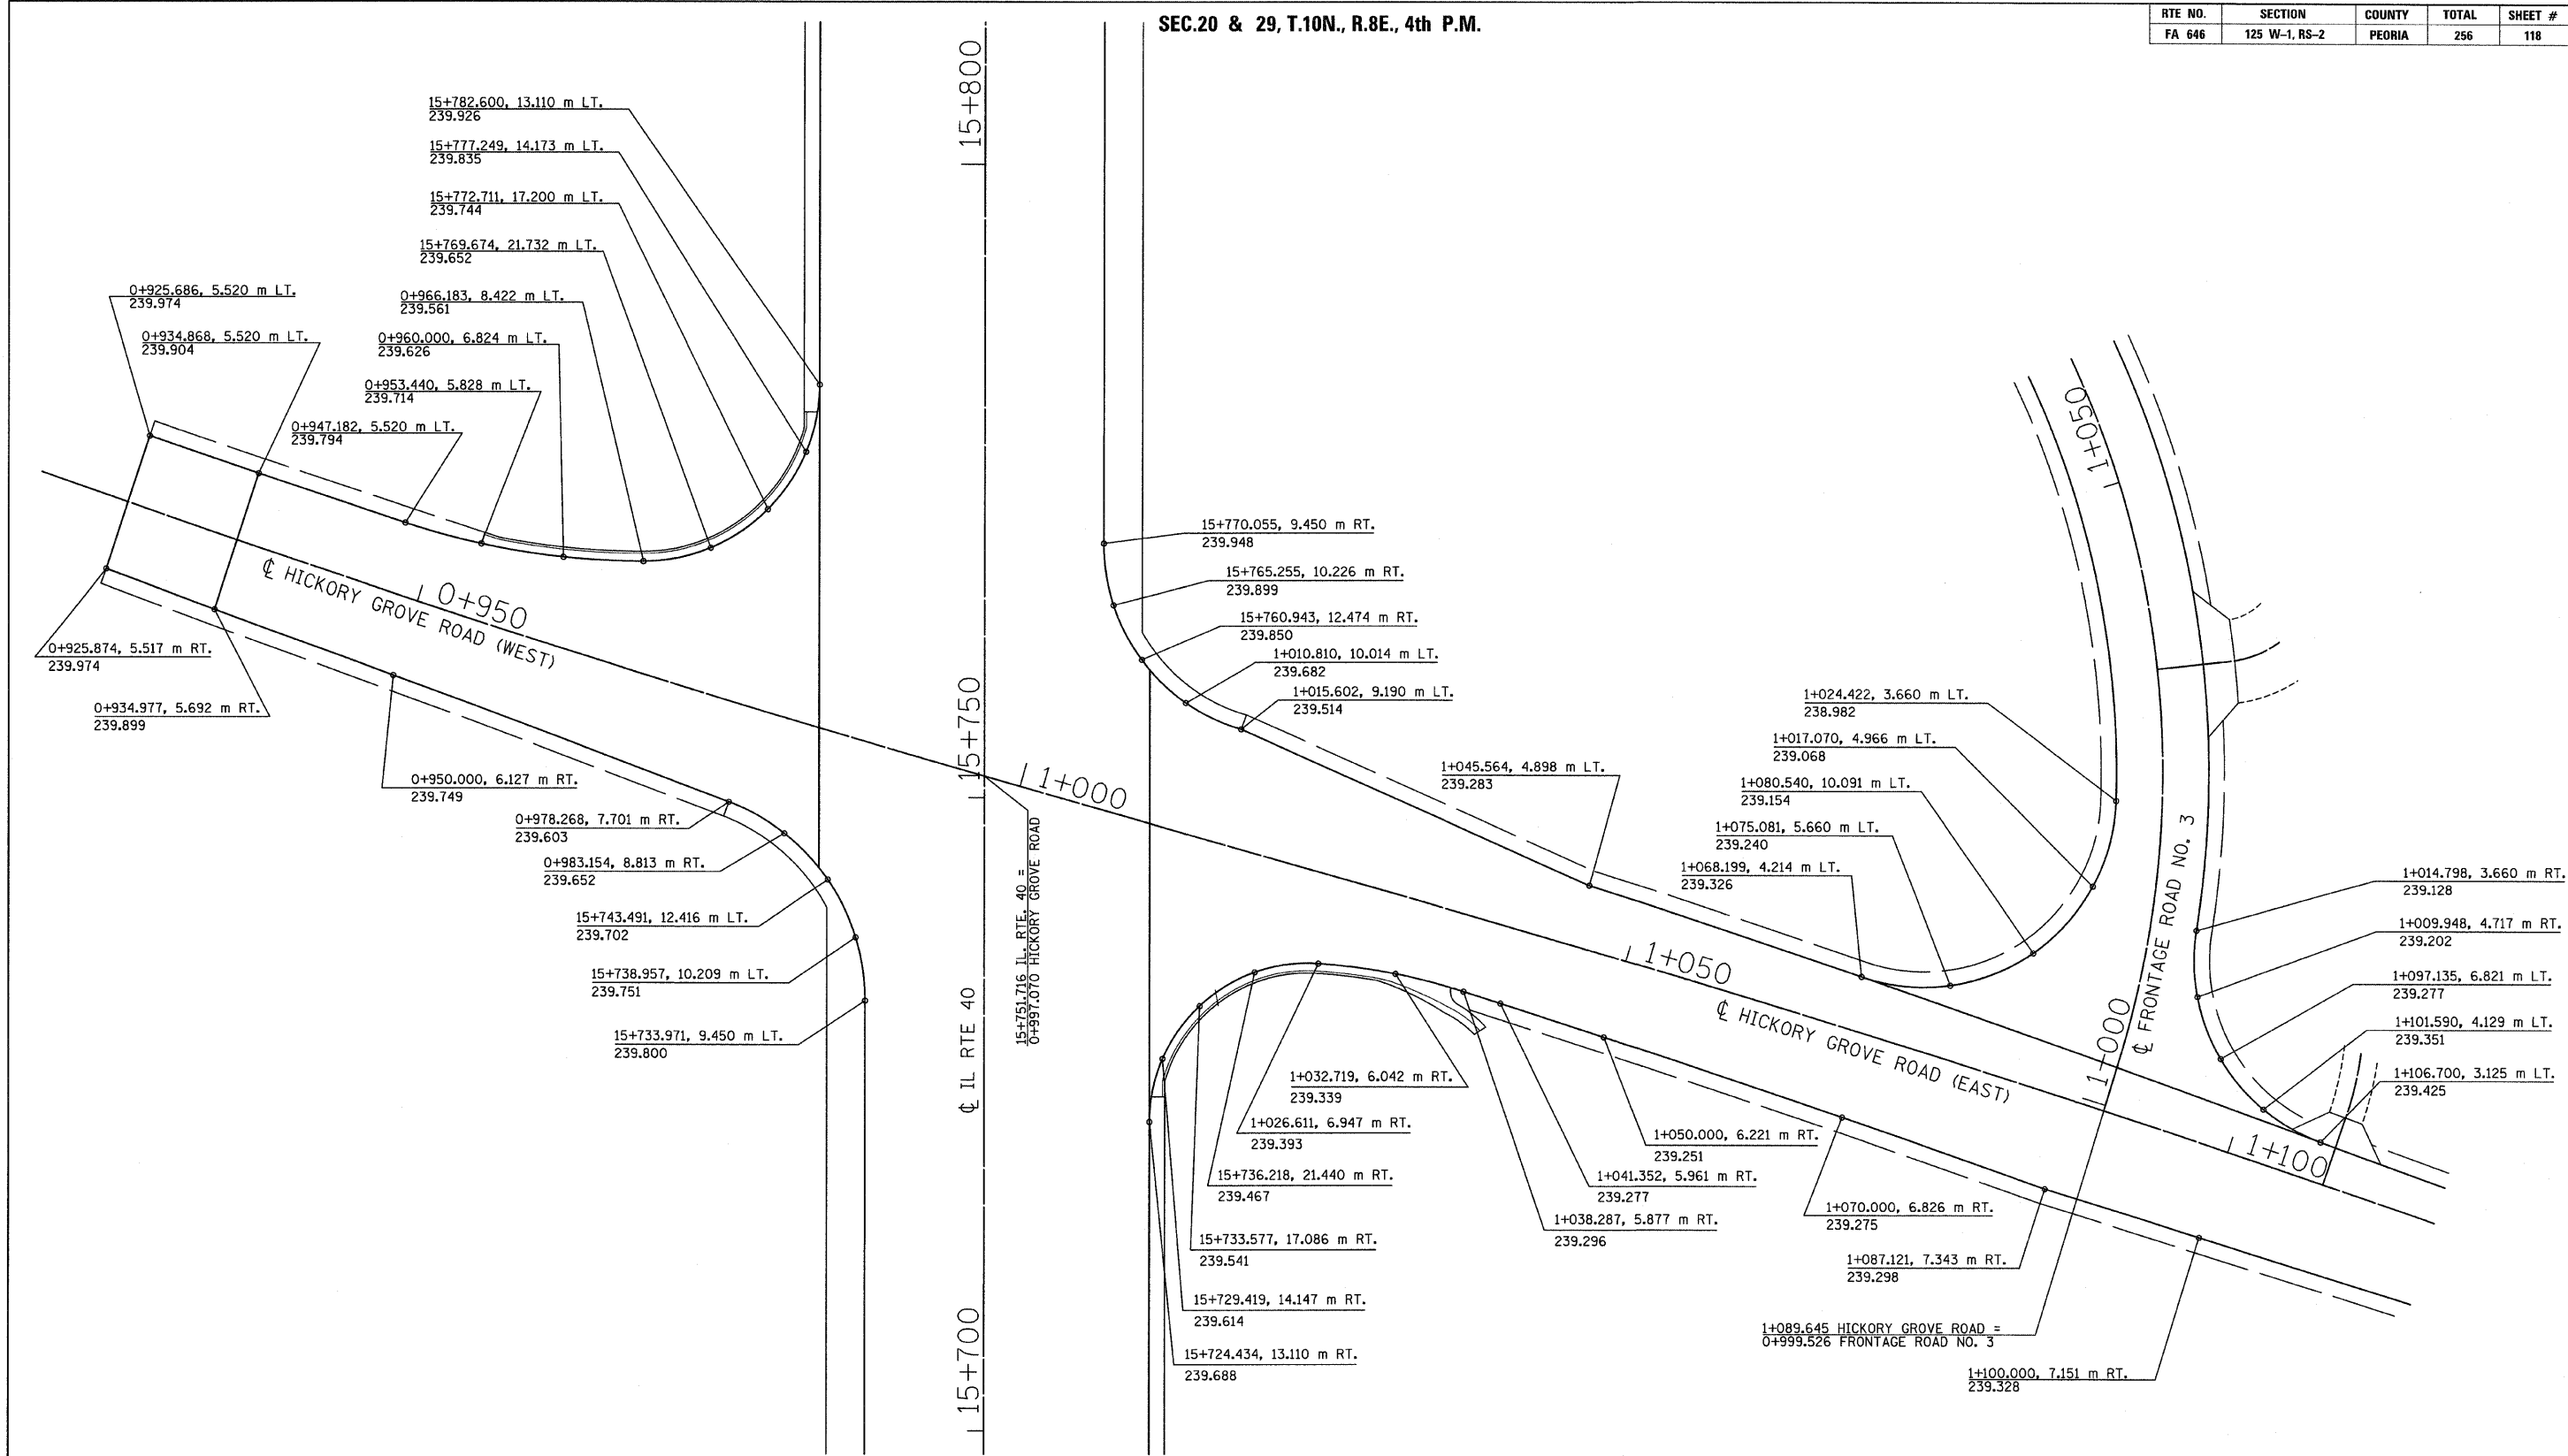 SEC.20 & 29, T.10N., R.8E., 4th P.M.
RTE NO. SECTION COUNTY TOTAL SHEET #
FA 646 125 W-1, RS-2 PEORIA 256 118
15+800
15+782.600, 13.110 m LT.
239.926
15+777.249, 14.173 m LT.
239.835
15+772.711, 17.200 m LT.
239.744
15+769.674, 21.732 m LT.
239.652
0+925.686, 5.520 m LT.
239.974
0+966.183, 8.422 m LT.
239.561
0+934.868, 5.520 m LT.
239.904
0+960.000, 6.824 m LT.
239.626
0+953.440, 5.828 m LT.
239.714
0+947.182, 5.520 m LT.
239.794
℄ HICKORY GROVE ROAD (WEST)
0+950
0+925.874, 5.517 m RT.
239.974
0+934.977, 5.692 m RT.
239.899
0+950.000, 6.127 m RT.
239.749
0+978.268, 7.701 m RT.
239.603
0+983.154, 8.813 m RT.
239.652
15+743.491, 12.416 m LT.
239.702
15+738.957, 10.209 m LT.
239.751
15+733.971, 9.450 m LT.
239.800
15+750
℄ IL RTE 40
15+700
15+751.716 IL. RTE. 40 =
0+997.070 HICKORY GROVE ROAD
1+000
15+770.055, 9.450 m RT.
239.948
15+765.255, 10.226 m RT.
239.899
15+760.943, 12.474 m RT.
239.850
1+010.810, 10.014 m LT.
239.682
1+015.602, 9.190 m LT.
239.514
1+045.564, 4.898 m LT.
239.283
1+024.422, 3.660 m LT.
238.982
1+017.070, 4.966 m LT.
239.068
1+080.540, 10.091 m LT.
239.154
1+075.081, 5.660 m LT.
239.240
1+068.199, 4.214 m LT.
239.326
1+050
℄ FRONTAGE ROAD NO. 3
1+000
1+014.798, 3.660 m RT.
239.128
1+009.948, 4.717 m RT.
239.202
1+097.135, 6.821 m LT.
239.277
1+101.590, 4.129 m LT.
239.351
1+106.700, 3.125 m LT.
239.425
1+050
℄ HICKORY GROVE ROAD (EAST)
1+100
1+032.719, 6.042 m RT.
239.339
1+026.611, 6.947 m RT.
239.393
15+736.218, 21.440 m RT.
239.467
15+733.577, 17.086 m RT.
239.541
15+729.419, 14.147 m RT.
239.614
15+724.434, 13.110 m RT.
239.688
1+050.000, 6.221 m RT.
239.251
1+041.352, 5.961 m RT.
239.277
1+038.287, 5.877 m RT.
239.296
1+070.000, 6.826 m RT.
239.275
1+087.121, 7.343 m RT.
239.298
1+089.645 HICKORY GROVE ROAD =
0+999.526 FRONTAGE ROAD NO. 3
1+100.000, 7.151 m RT.
239.328